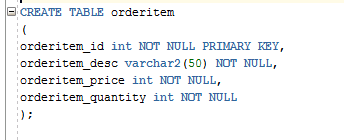 CREATE TABLE orderitem
(
orderitem_id int NOT NULL PRIMARY KEY,
orderitem_desc varchar2(50) NOT NULL,
orderitem_price int NOT NULL,
orderitem_quantity int NOT NULL
);